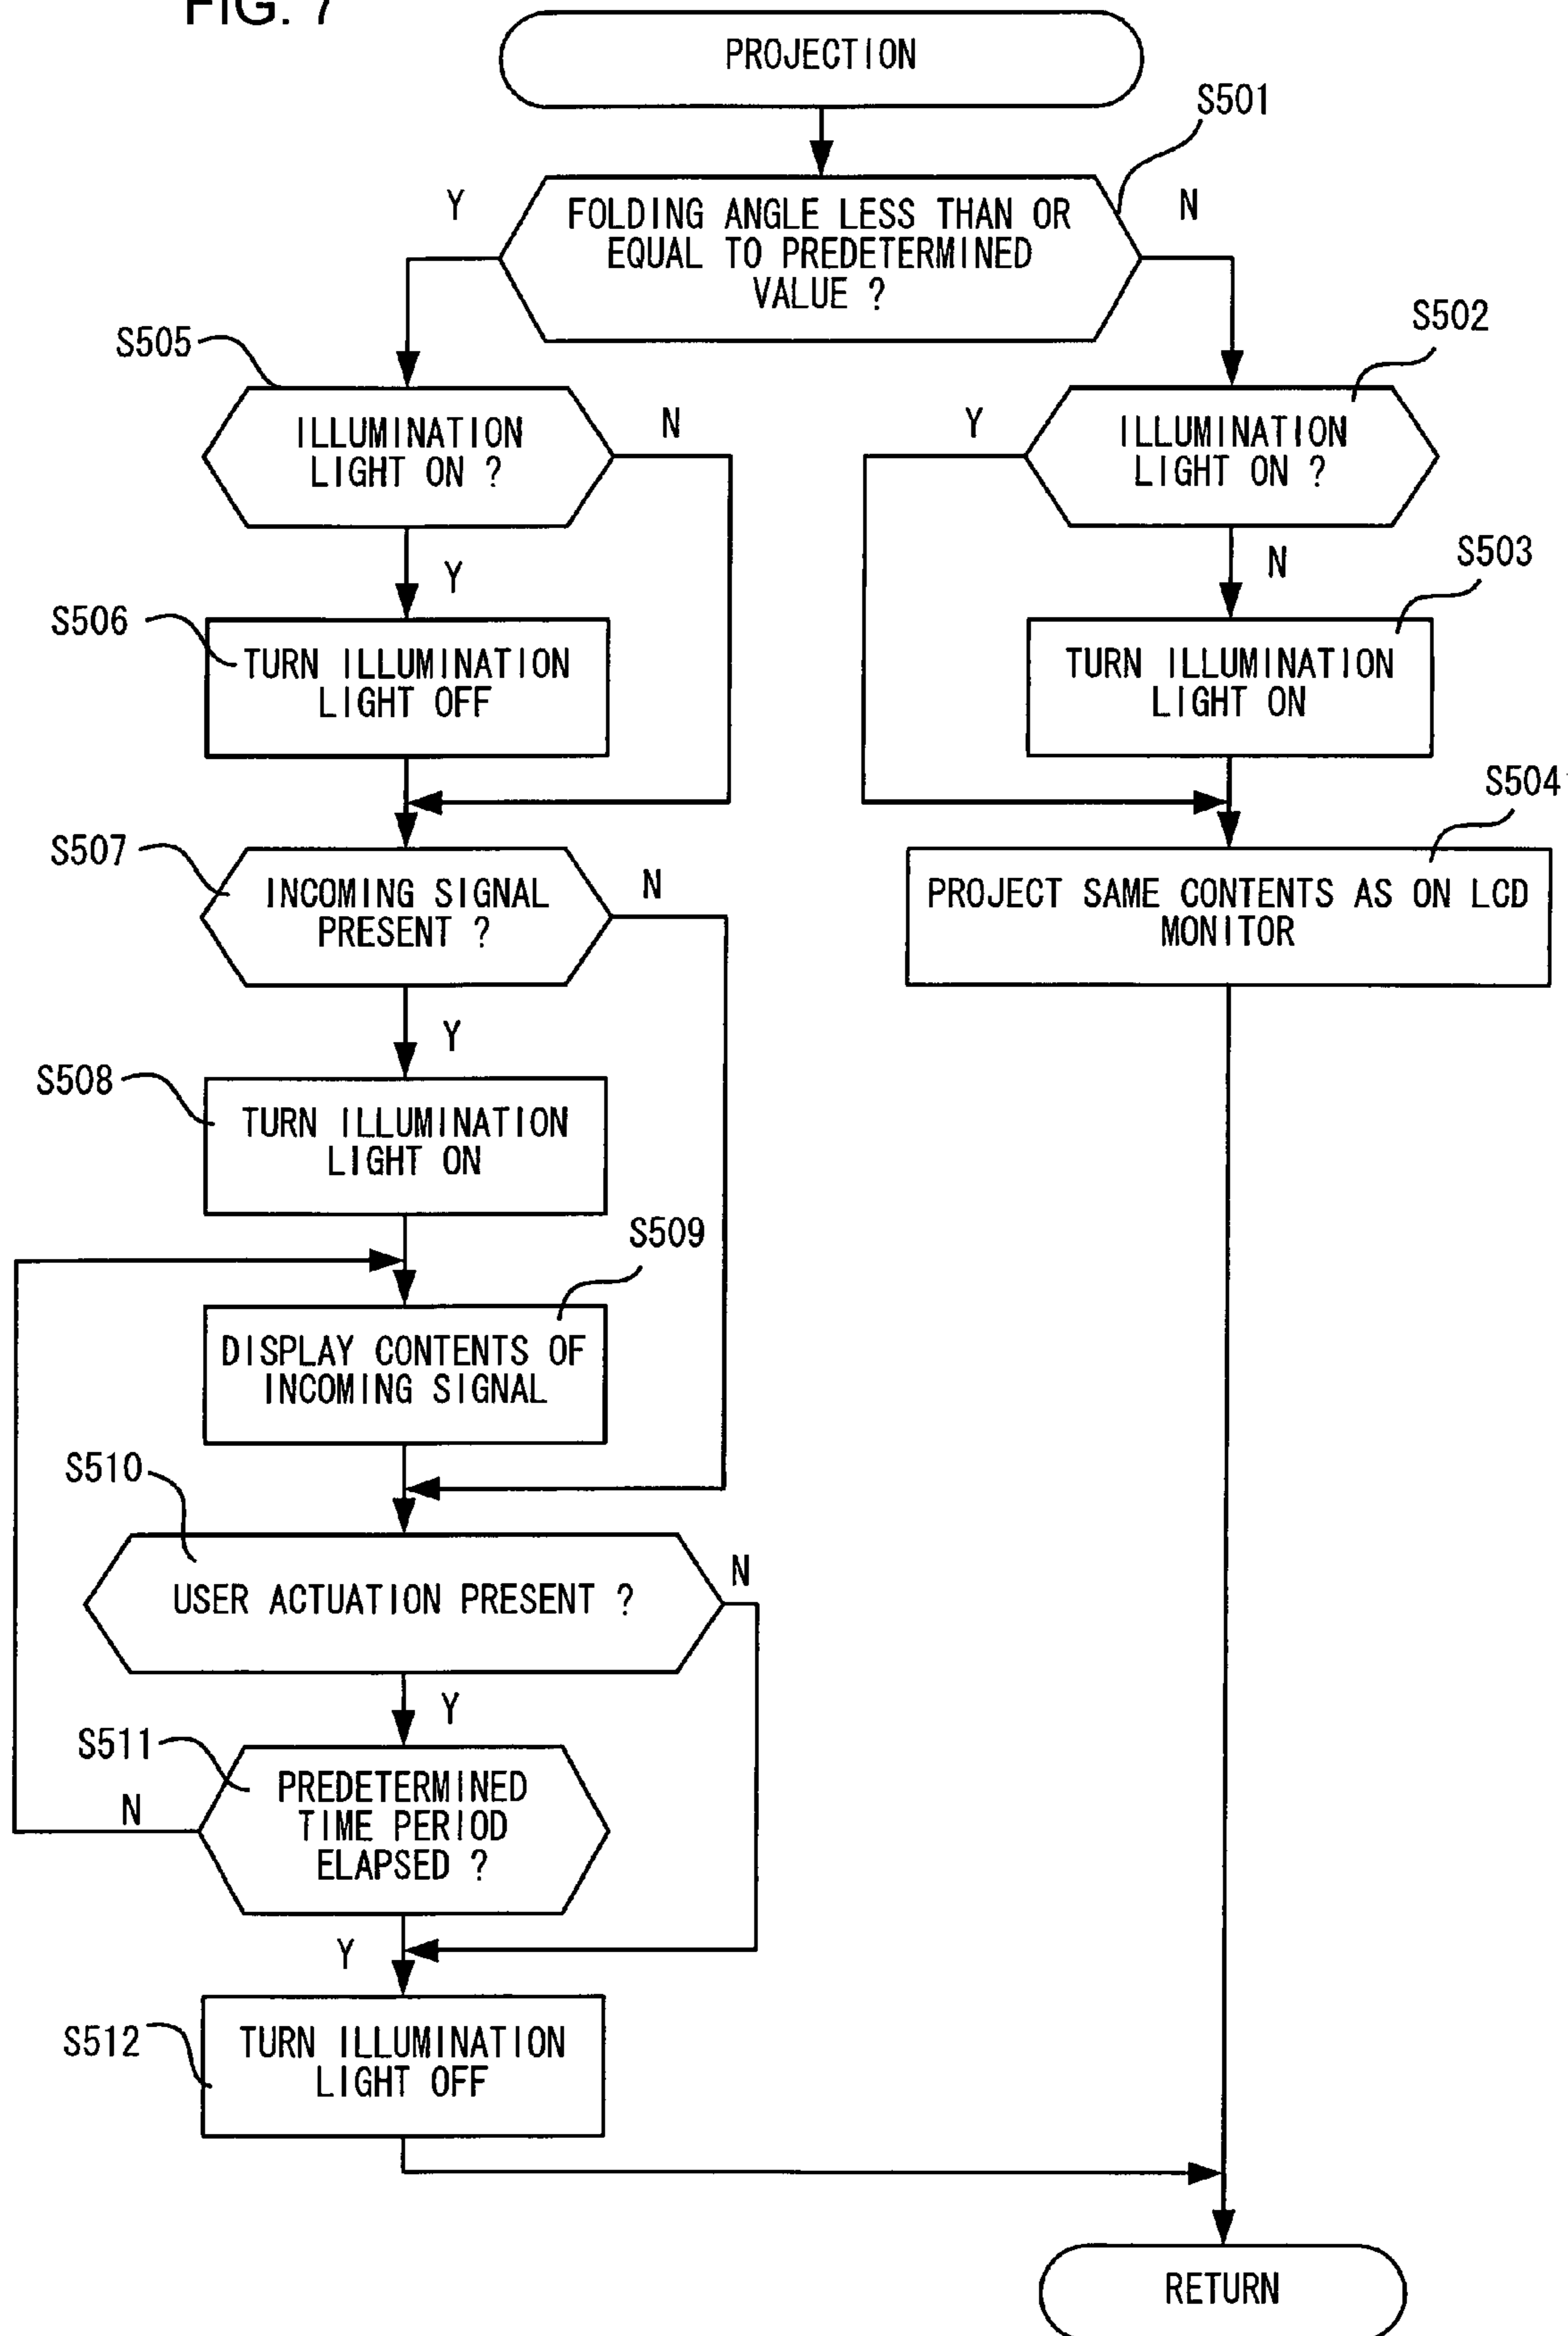 FIG. 7
PROJECTION
S501
Y
FOLDING ANGLE LESS THAN OR
EQUAL TO PREDETERMINED
VALUE ?
N
S505
S502
ILLUMINATION
LIGHT ON ?
N
Y
ILLUMINATION
LIGHT ON ?
Y
N
S503
S506
TURN ILLUMINATION
LIGHT OFF
TURN ILLUMINATION
LIGHT ON
S504
S507
INCOMING SIGNAL
PRESENT ?
N
PROJECT SAME CONTENTS AS ON LCD
MONITOR
Y
S508
TURN ILLUMINATION
LIGHT ON
S509
DISPLAY CONTENTS OF
INCOMING SIGNAL
S510
USER ACTUATION PRESENT ?
N
Y
S511
PREDETERMINED
TIME PERIOD
ELAPSED ?
N
Y
S512
TURN ILLUMINATION
LIGHT OFF
RETURN